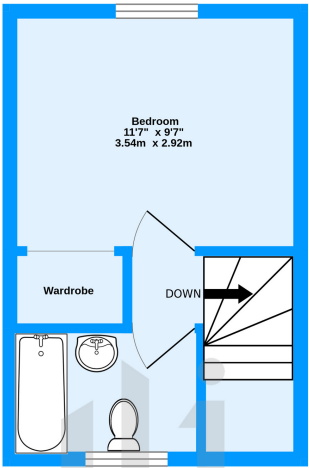 Bedroom
11'7" x 9'7"
3.54m x 2.92m
Wardrobe
DOWN